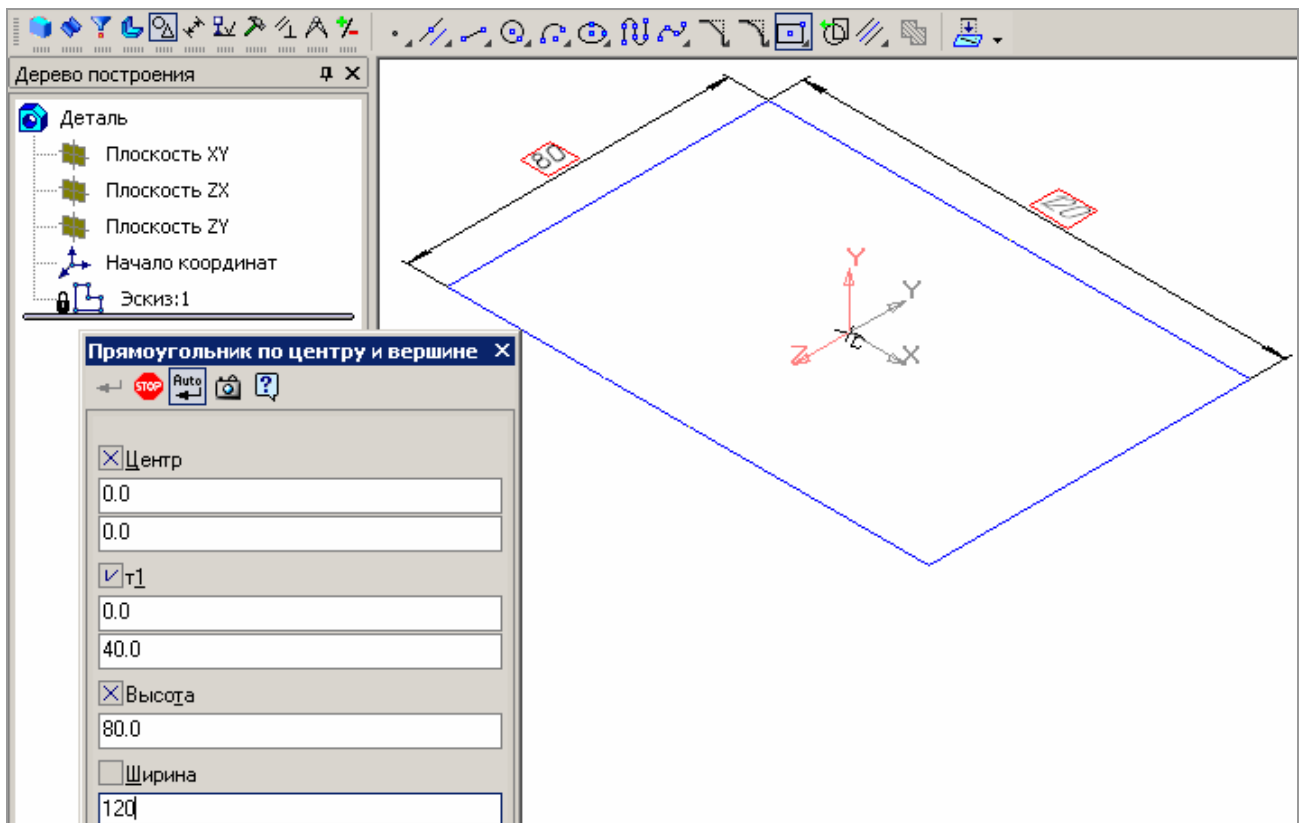 Дерево построения
Деталь
Плоскость XY
Плоскость ZX
Плоскость ZY
Начало координат
Эскиз:1
Прямоугольник по центру и вершине
STOP
Auto
?
Центр
0.0
0.0
т1
0.0
40.0
Высота
80.0
Ширина
120
80
120
Y
Y
Z
X